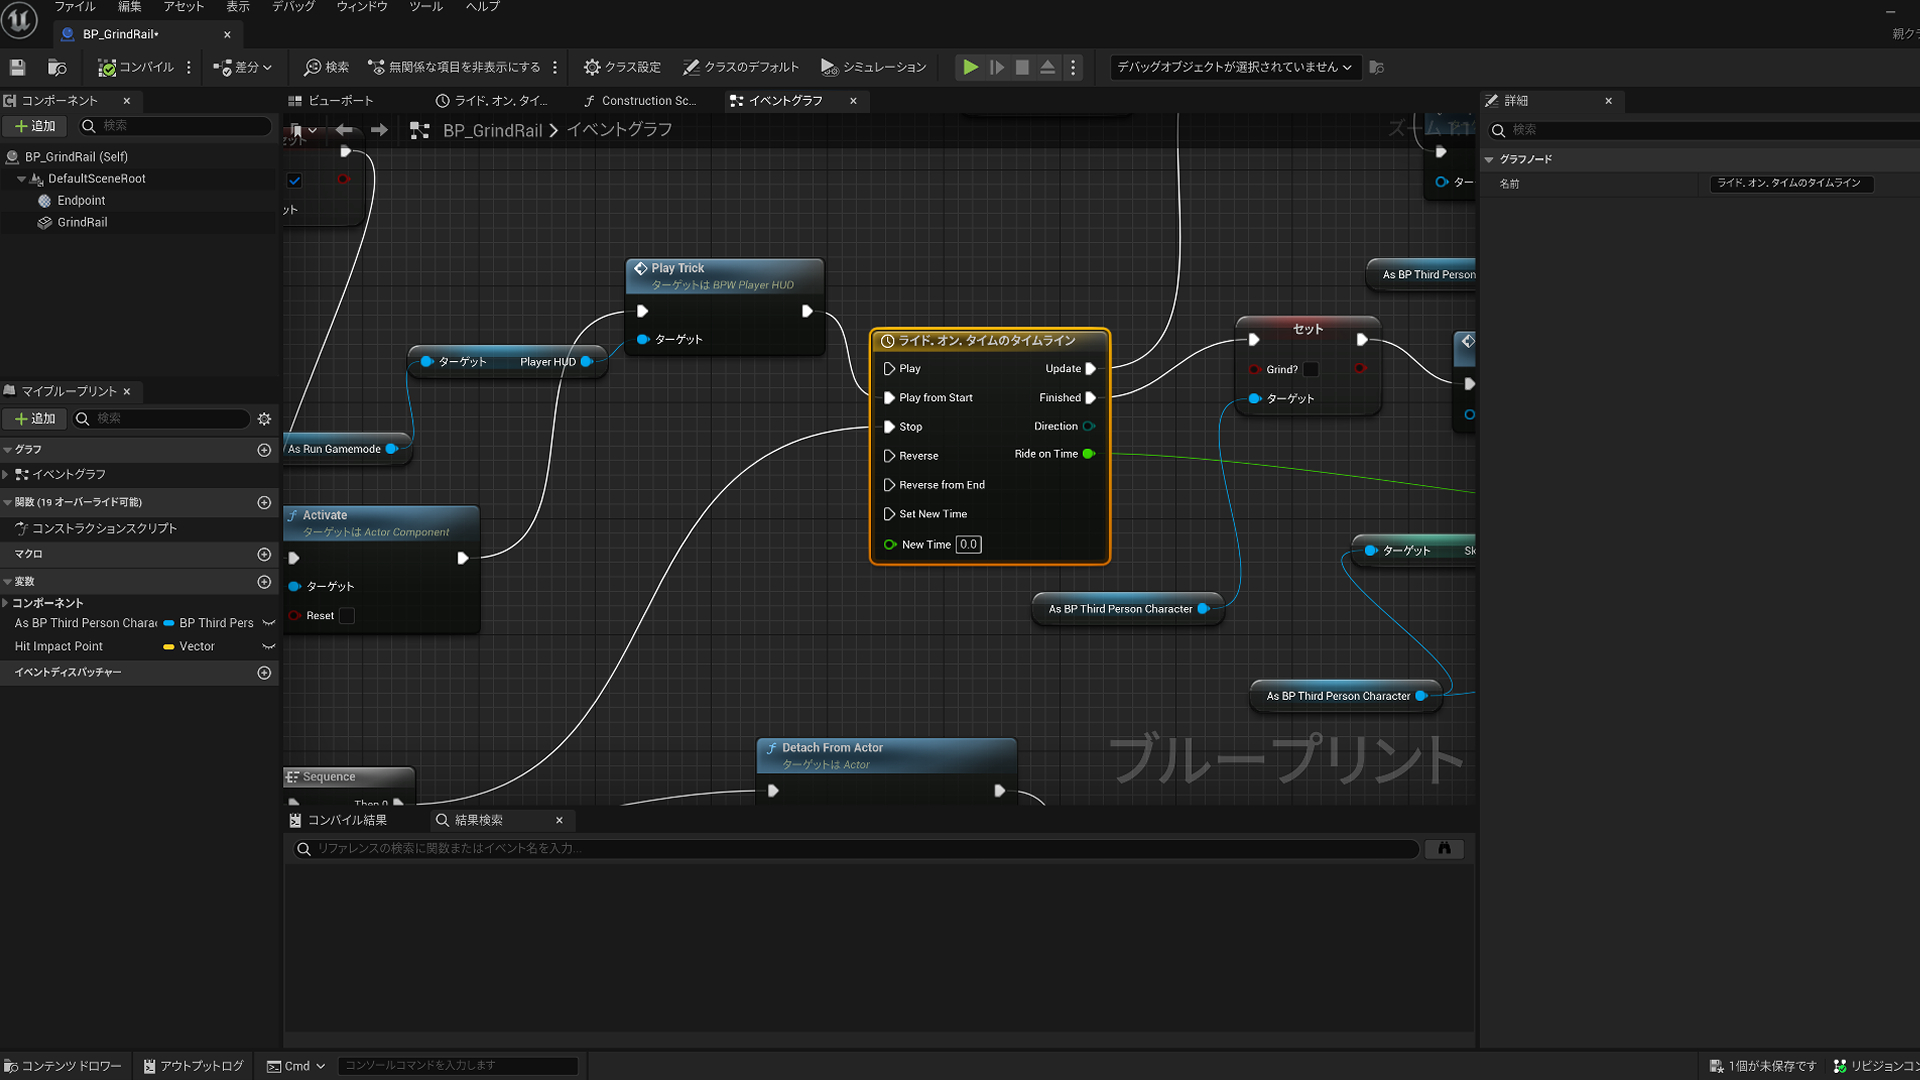 ファイル 編集 アセット 表示 デバッグ ウィンドウ ツール ヘルプ
BP_GrindRail*
親クラ
コンパイル 差分 検索 無関係な項目を非表示にする クラス設定 クラスのデフォルト シミュレーション デバッグオブジェクトが選択されていません
コンポーネント
ビューポート ライド. オン. タイ... Construction Sc... イベントグラフ
詳細
追加 検索
BP_GrindRail イベントグラフ
検索
BP_GrindRail (Self)
DefaultSceneRoot
Endpoint
GrindRail
グラフノード
名前 ライド. オン. タイムのタイムライン
ット
Play Trick
ターゲットは BPW Player HUD
ターゲット
ターゲット Player HUD
As Run Gamemode
ライド. オン. タイムのタイムライン
Play Update
Play from Start Finished
Stop Direction
Reverse Ride on Time
Reverse from End
Set New Time
New Time 0.0
セット
Grind?
ターゲット
ター
As BP Third Person
ターゲット Sk
As BP Third Person Character
As BP Third Person Character
Activate
ターゲットは Actor Component
ターゲット
Reset
Sequence
Then 0
Detach From Actor
ターゲットは Actor
ブループリント
マイブループリント
追加 検索
グラフ
イベントグラフ
関数 (19 オーバーライド可能)
コンストラクションスクリプト
マクロ
変数
コンポーネント
As BP Third Person Charac BP Third Pers
Hit Impact Point Vector
イベントディスパッチャー
コンパイル結果 結果検索
リファレンスの検索に関数またはイベント名を入力...
コンテンツ ドロワー アウトプットログ Cmd コンソールコマンドを入力します 1個が未保存です リビジョンコン